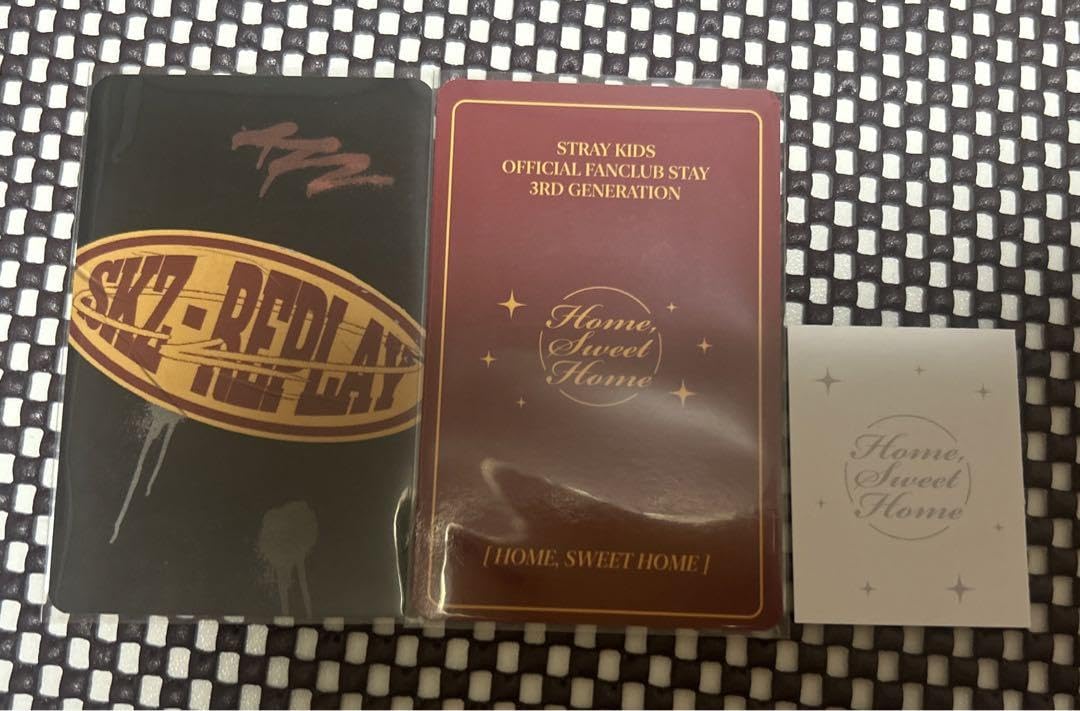 SKZ-REPLAY
STRAY KIDS
OFFICIAL FANCLUB STAY
3RD GENERATION
Home,
Sweet
Home
[ HOME, SWEET HOME ]
Home,
Sweet
Home